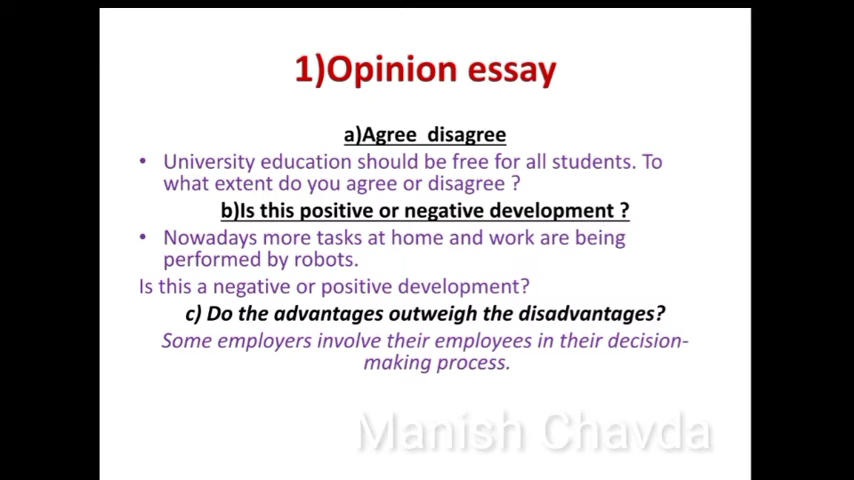 1)Opinion essay
a)Agree disagree
• University education should be free for all students. To
what extent do you agree or disagree ?
b)Is this positive or negative development ?
• Nowadays more tasks at home and work are being
performed by robots.
Is this a negative or positive development?
c) Do the advantages outweigh the disadvantages?
Some employers involve their employees in their decision-
making process.
Manish Chavda